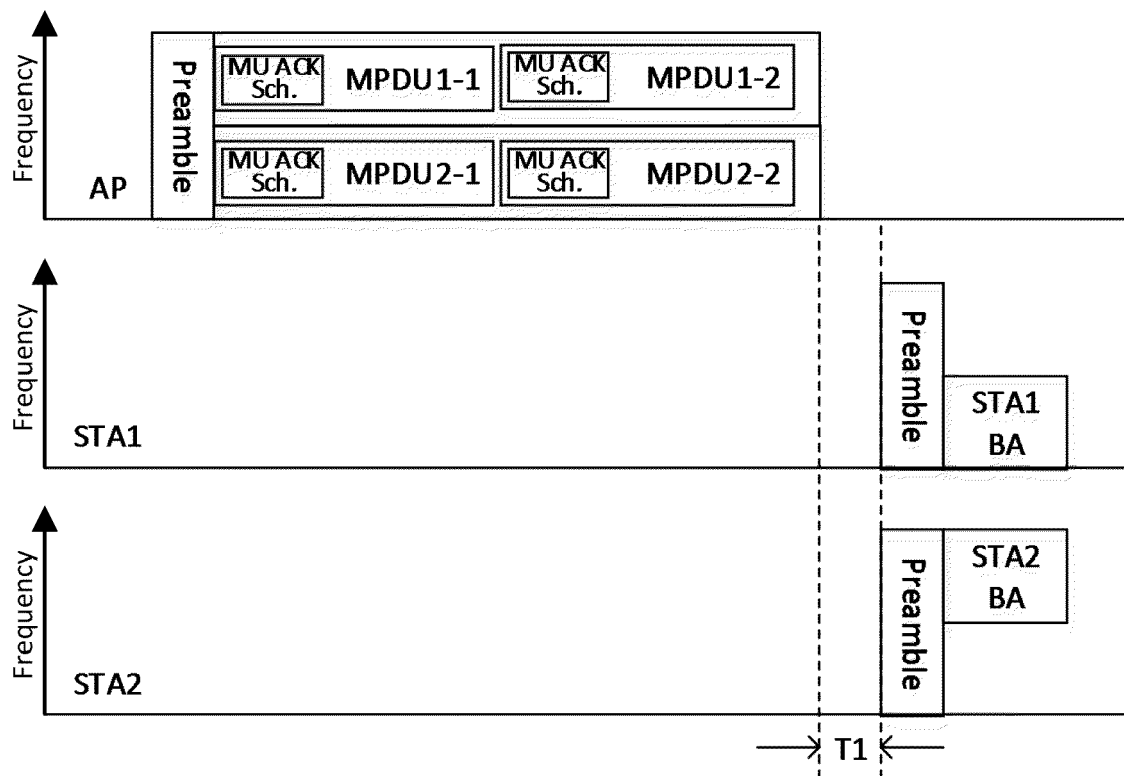 Frequency
AP
Preamble
MU ACK
Sch.
MPDU1-1
MU ACK
Sch.
MPDU1-2
MU ACK
Sch.
MPDU2-1
MU ACK
Sch.
MPDU2-2
Frequency
STA1
Preamble
STA1
BA
Frequency
STA2
Preamble
STA2
BA
T1